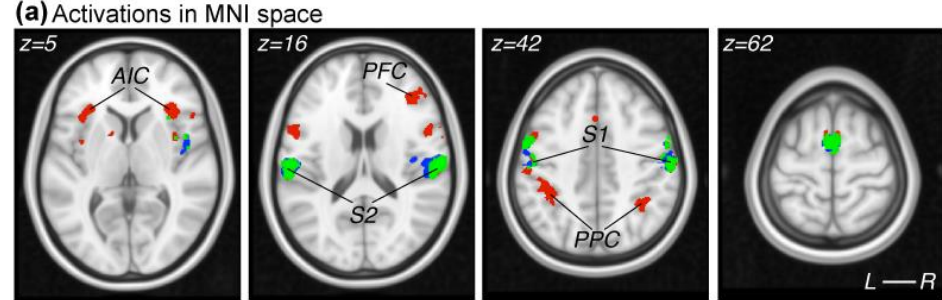 (a) Activations in MNI space
z=5
AIC
z=16
PFC
S2
z=42
S1
PPC
z=62
L — R